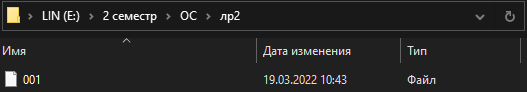 LIN (E:) > 2 семестр > ОС > лр2
Имя Дата изменения Тип
001 19.03.2022 10:43 Файл